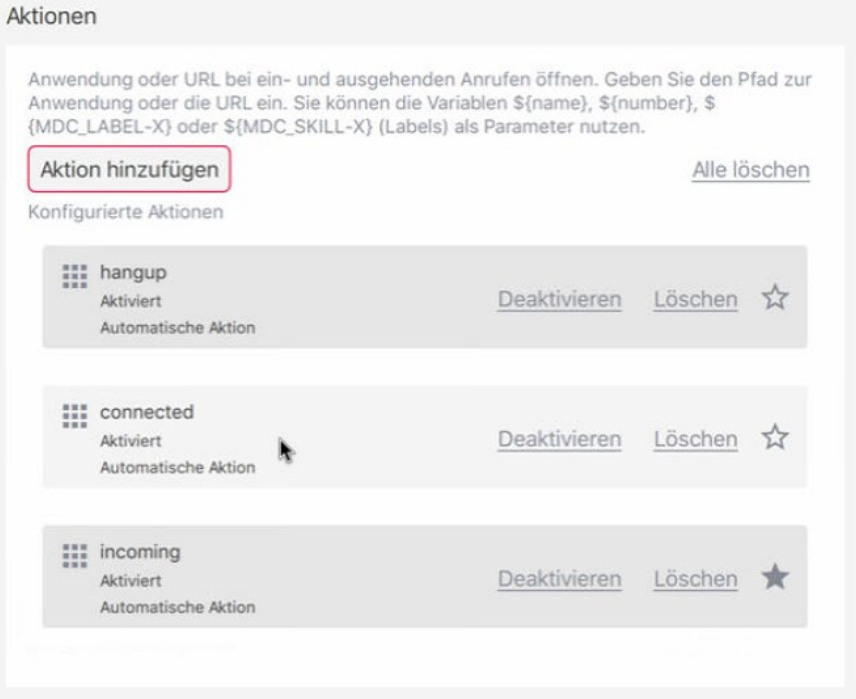 Aktionen
Anwendung oder URL bei ein- und ausgehenden Anrufen öffnen. Geben Sie den Pfad zur
Anwendung oder die URL ein. Sie können die Variablen ${name}, ${number}, $
{MDC_LABEL-X} oder ${MDC_SKILL-X} (Labels) als Parameter nutzen.
Aktion hinzufügen Alle löschen
Konfigurierte Aktionen
hangup
Aktiviert Deaktivieren Löschen
Automatische Aktion
connected
Aktiviert Deaktivieren Löschen
Automatische Aktion
incoming
Aktiviert Deaktivieren Löschen
Automatische Aktion